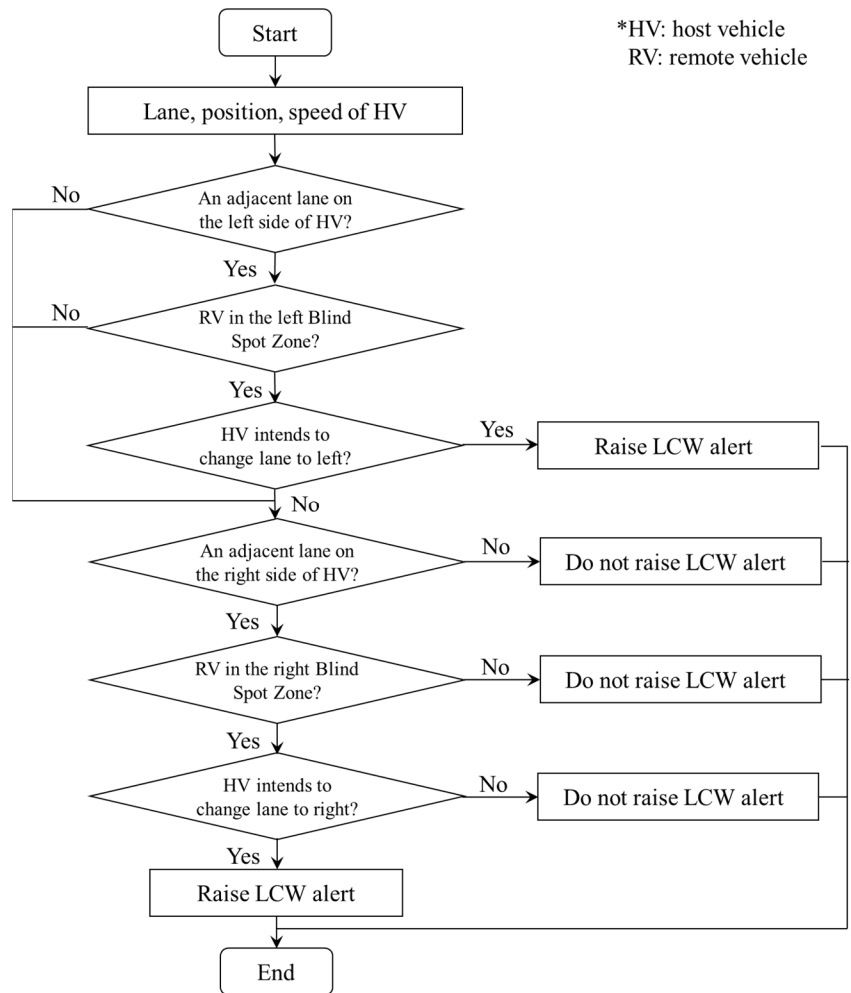 Start
*HV: host vehicle
RV: remote vehicle
Lane, position, speed of HV
No
An adjacent lane on
the left side of HV?
Yes
No
RV in the left Blind
Spot Zone?
Yes
HV intends to
change lane to left?
Yes
Raise LCW alert
No
An adjacent lane on
the right side of HV?
No
Do not raise LCW alert
Yes
RV in the right Blind
Spot Zone?
No
Do not raise LCW alert
Yes
HV intends to
change lane to right?
No
Do not raise LCW alert
Yes
Raise LCW alert
End